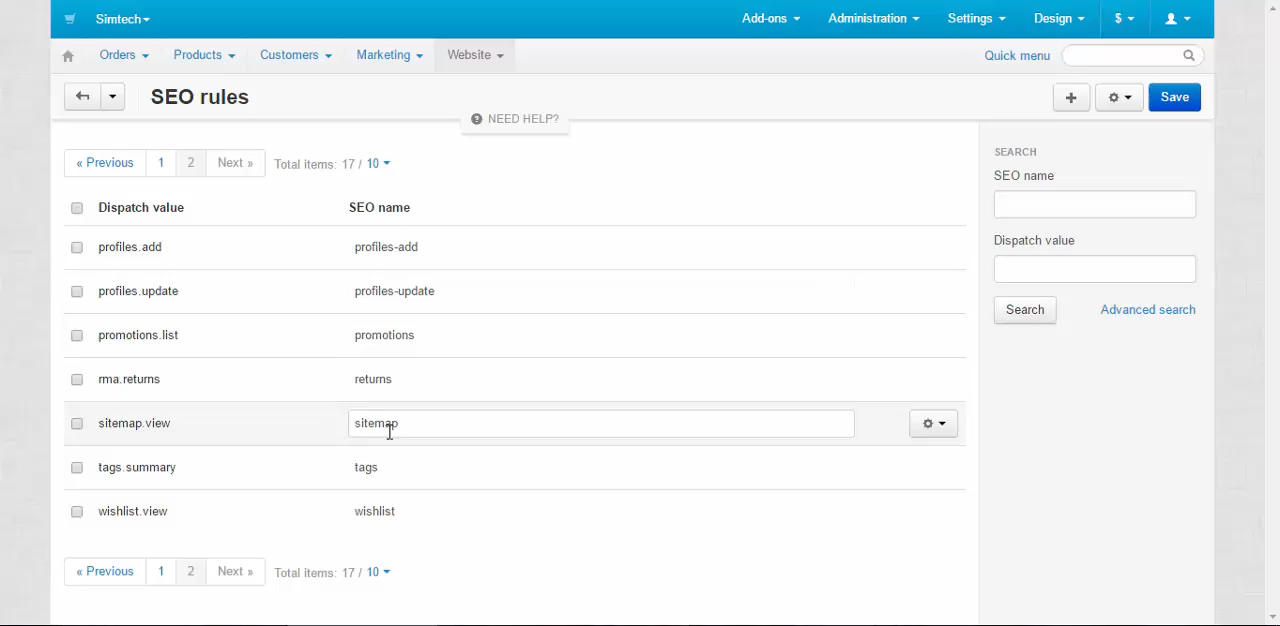 Simtech
Add-ons
Administration
Settings
Design
$
Orders
Products
Customers
Marketing
Website
Quick menu
SEO rules
Save
NEED HELP?
« Previous 1 2 Next » Total items: 17 / 10
Dispatch value SEO name
profiles.add profiles-add
profiles.update profiles-update
promotions.list promotions
rma.returns returns
sitemap.view sitemap
tags.summary tags
wishlist.view wishlist
« Previous 1 2 Next » Total items: 17 / 10
SEARCH
SEO name
Dispatch value
Search Advanced search